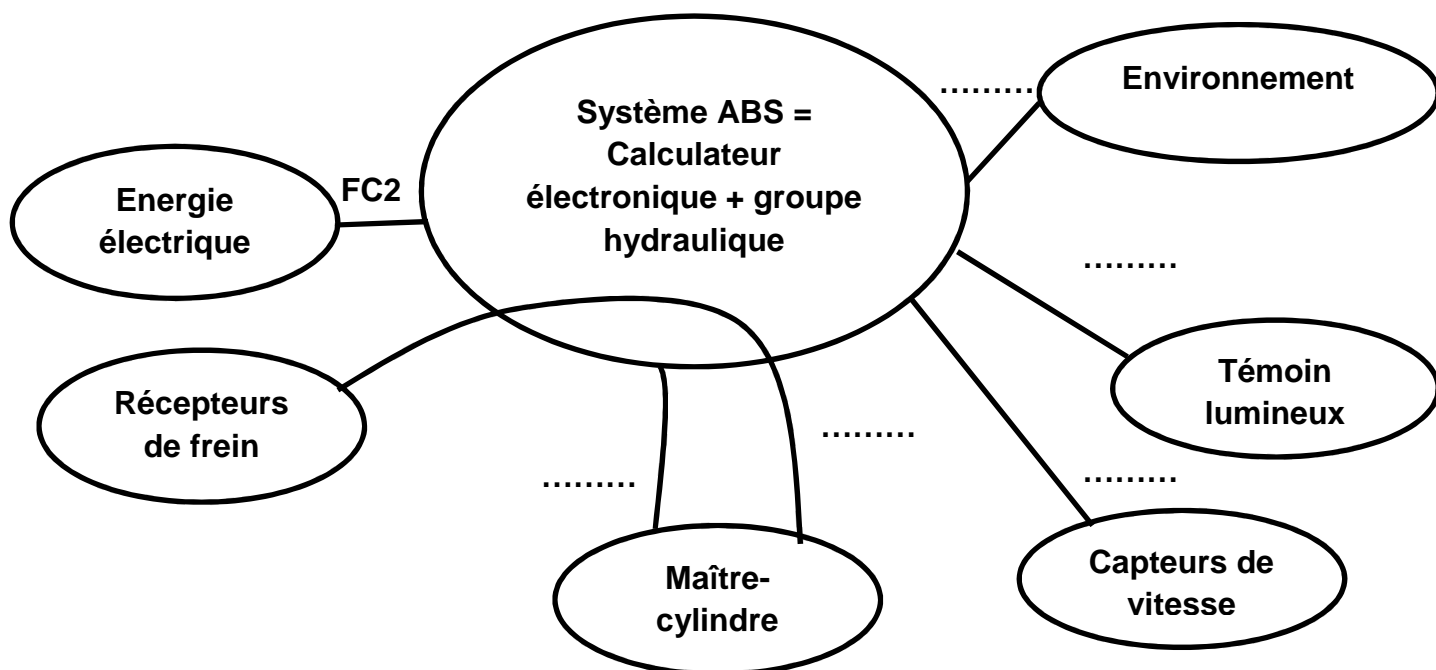 Système ABS =
Calculateur
électronique + groupe
hydraulique
.........
Environnement
Energie
électrique
FC2
.........
Témoin
lumineux
Récepteurs
de frein
.........
.........
.........
Maître-
cylindre
Capteurs de
vitesse